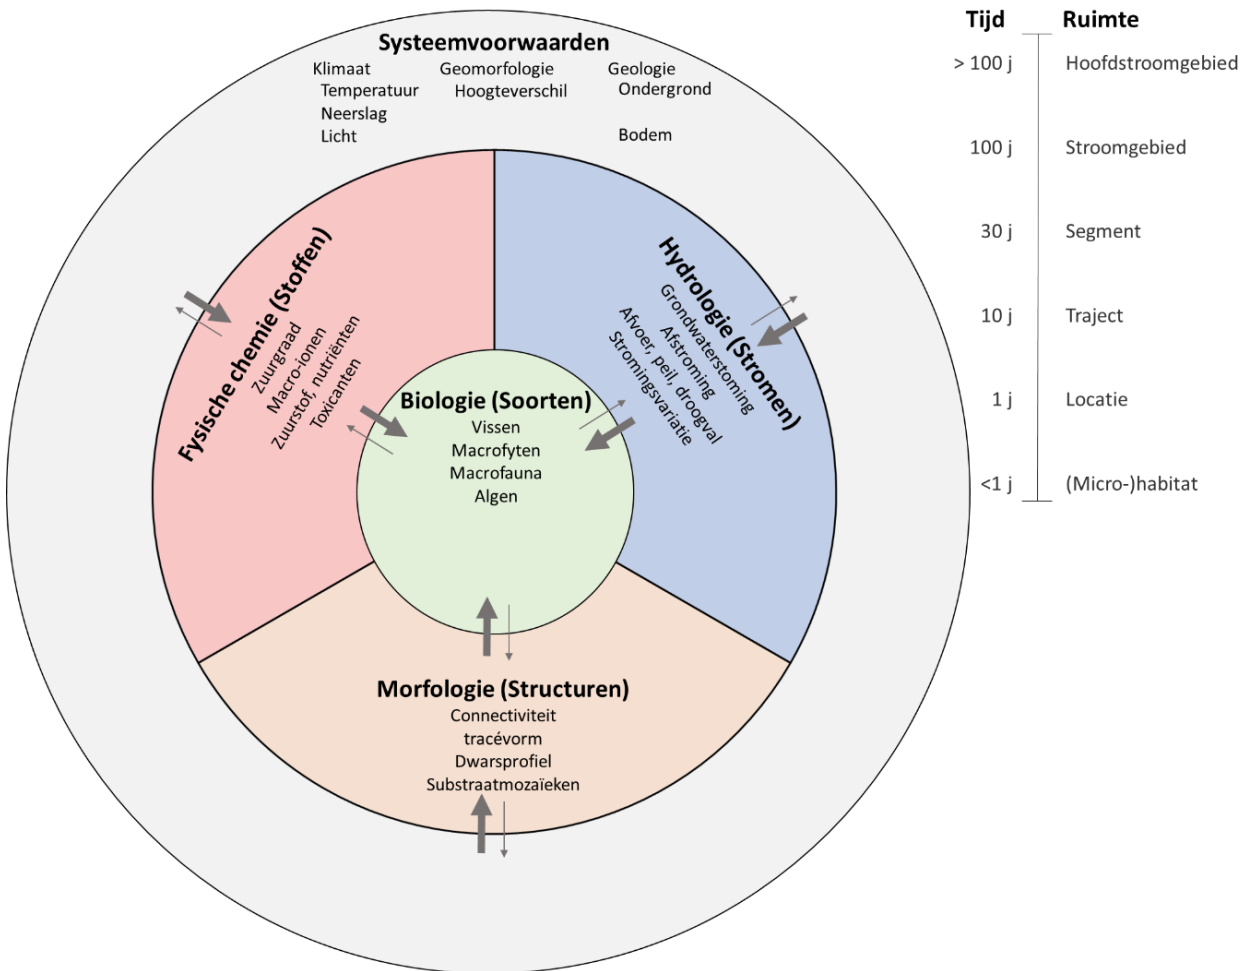 Systeemvoorwaarden
Klimaat
Temperatuur
Neerslag
Licht
Geomorfologie
Hoogteverschil
Geologie
Ondergrond
Bodem
Fysische chemie (Stoffen)
Zuurgraad
Macro-ionen
Zuurstof, nutriënten
Toxicanten
Hydrologie (Stromen)
Grondwaterstoming
Afstroming
Afvoer, peil, droogval
Stromingsvariatie
Biologie (Soorten)
Vissen
Macrofyten
Macrofauna
Algen
Morfologie (Structuren)
Connectiviteit
tracévorm
Dwarsprofiel
Substraatmozaïeken
Tijd Ruimte
> 100 j Hoofdstroomgebied
100 j Stroomgebied
30 j Segment
10 j Traject
1 j Locatie
<1 j (Micro-)habitat